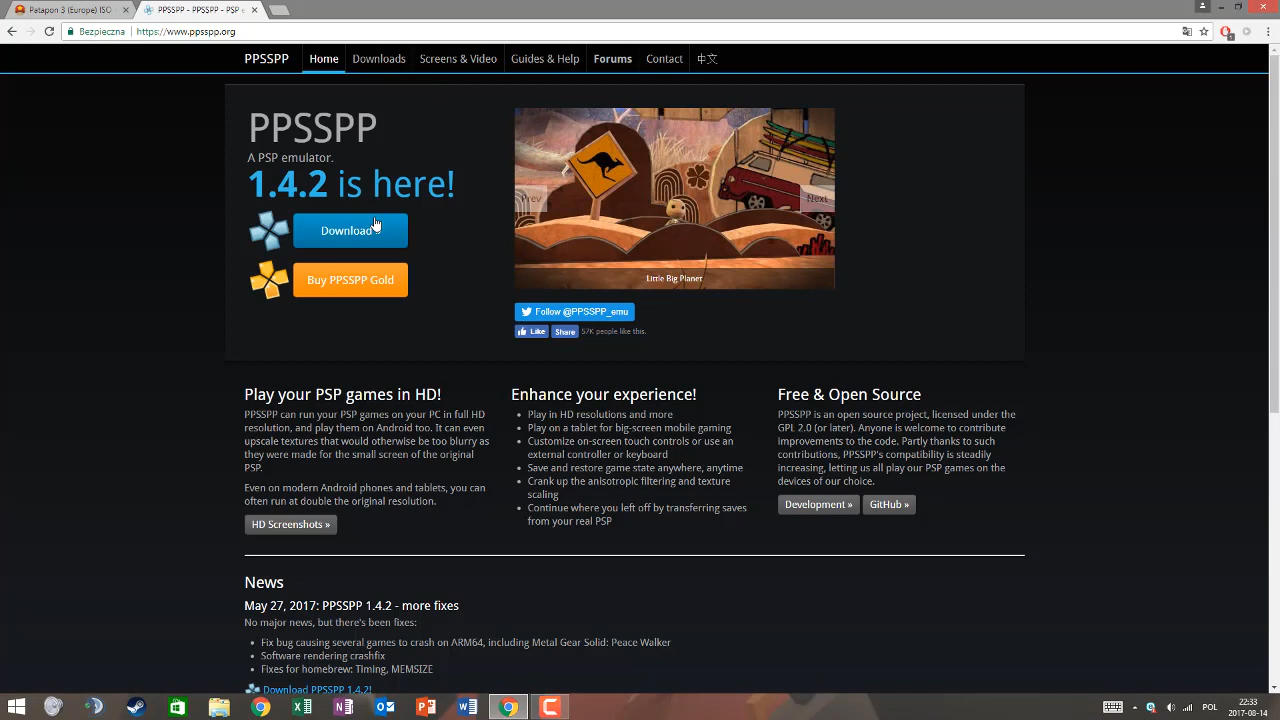 Patapon 3 (Europe) ISO
PPSSPP - PPSSPP - PSP e
Bezpieczna
https://www.ppsspp.org
PPSSPP
Home
Downloads
Screens & Video
Guides & Help
Forums
Contact
中文
PPSSPP
A PSP emulator.
1.4.2 is here!
Download
Buy PPSSPP Gold
Prev
Next
Little Big Planet
Follow @PPSSPP_emu
Like
Share
57K people like this.
Play your PSP games in HD!
PPSSPP can run your PSP games on your PC in full HD
resolution, and play them on Android too. It can even
upscale textures that would otherwise be too blurry as
they were made for the small screen of the original
PSP.
Even on modern Android phones and tablets, you can
often run at double the original resolution.
HD Screenshots »
Enhance your experience!
• Play in HD resolutions and more
• Play on a tablet for big-screen mobile gaming
• Customize on-screen touch controls or use an
external controller or keyboard
• Save and restore game state anywhere, anytime
• Crank up the anisotropic filtering and texture
scaling
• Continue where you left off by transferring saves
from your real PSP
Free & Open Source
PPSSPP is an open source project, licensed under the
GPL 2.0 (or later). Anyone is welcome to contribute
improvements to the code. Partly thanks to such
contributions, PPSSPP's compatibility is steadily
increasing, letting us all play our PSP games on the
devices of our choice.
Development »
GitHub »
News
May 27, 2017: PPSSPP 1.4.2 - more fixes
No major news, but there's been fixes:
• Fix bug causing several games to crash on ARM64, including Metal Gear Solid: Peace Walker
• Software rendering crashfix
• Fixes for homebrew: Timing, MEMSIZE
Download PPSSPP 1.4.2!
POL
22:33
2017-08-14